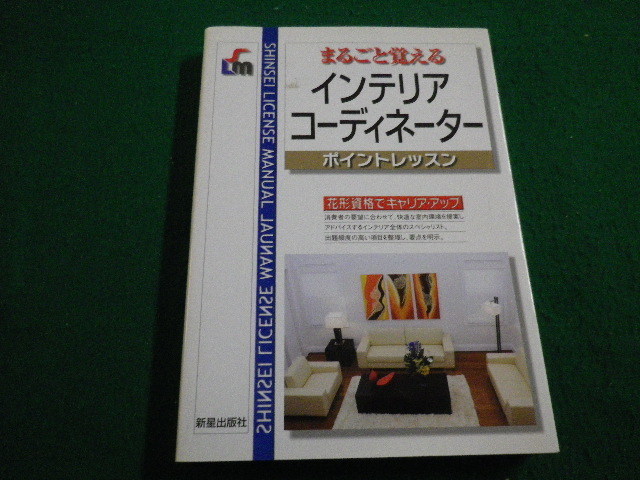 Lm
まるごと覚える
インテリア
コーディネーター
ポイントレッスン
花形資格でキャリア・アップ
消費者の要望に合わせて、快適な室内環境を提案し、
アドバイスするインテリア全体のスペシャリスト。
出題頻度の高い項目を整理し、要点を明示。
SHINSEI LICENSE MANUAL
SHINSEI LICENSE MANUAL
新星出版社